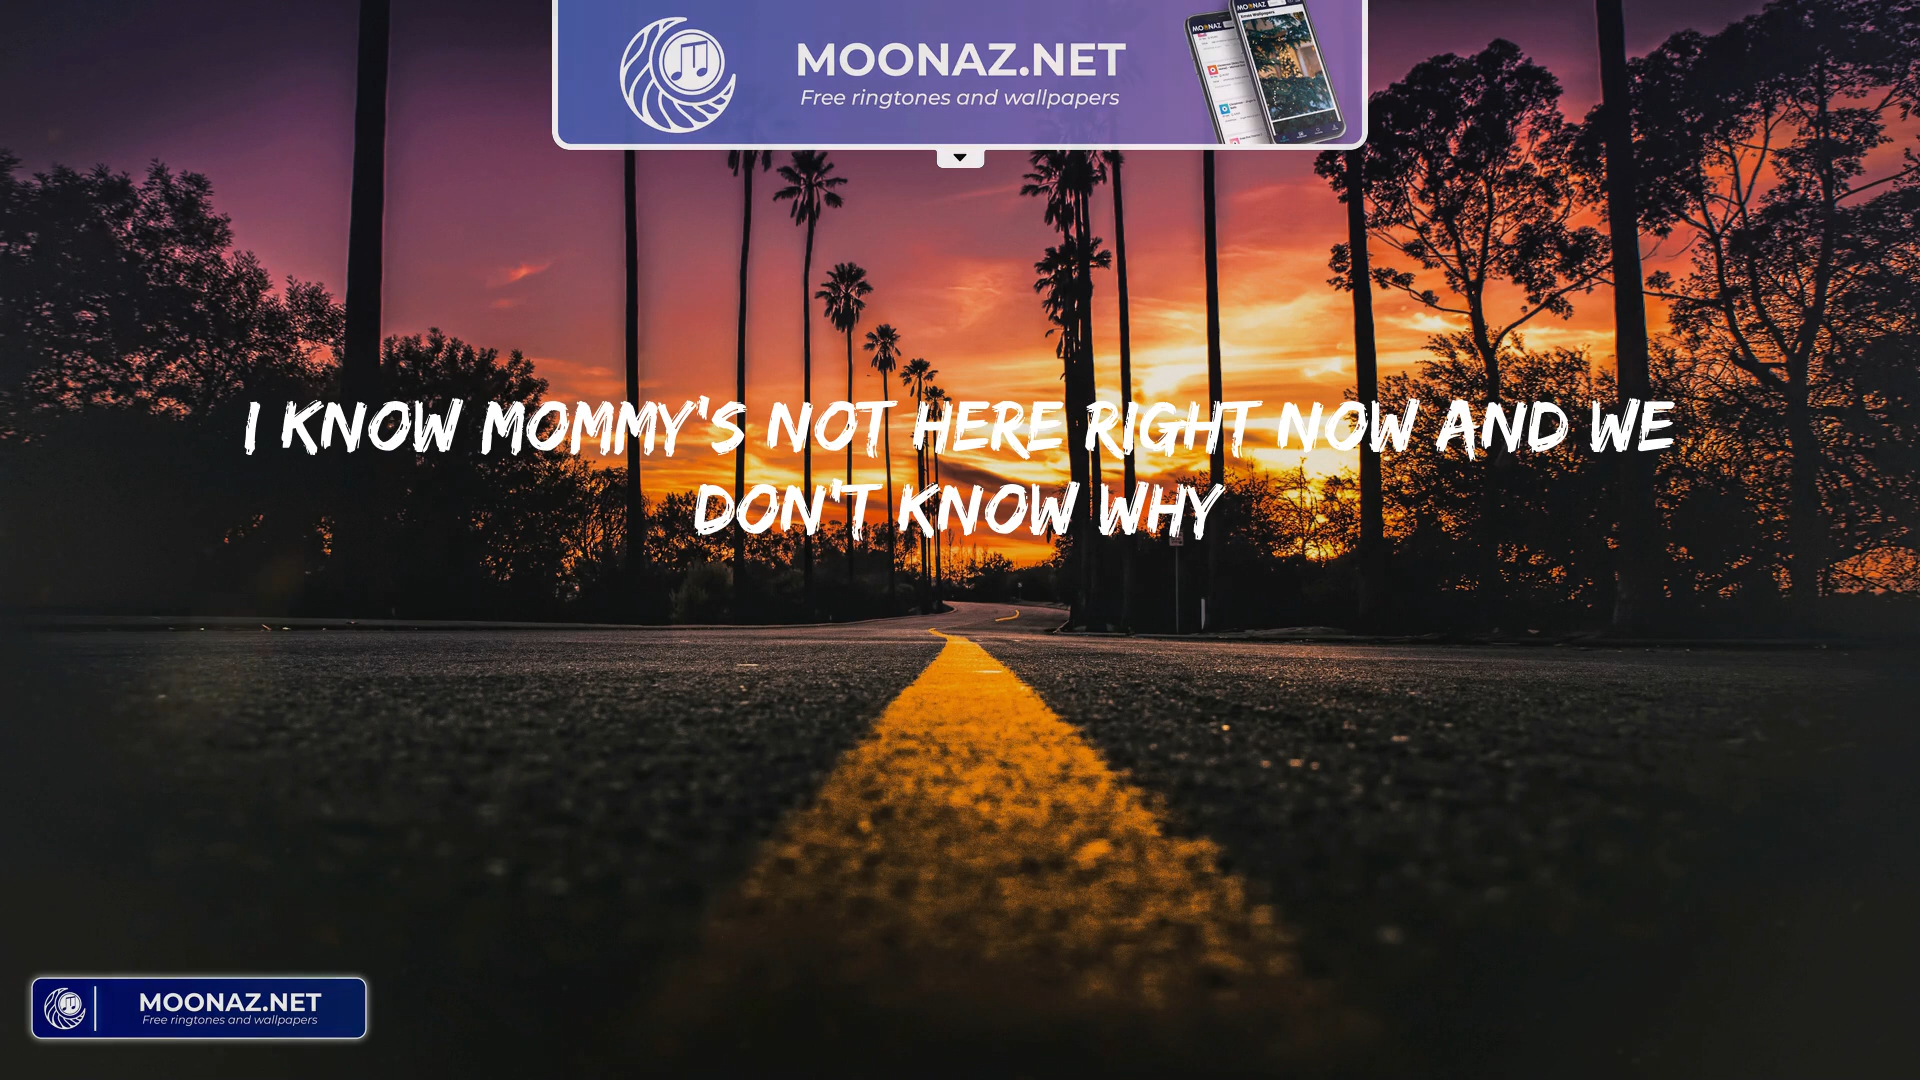 MOONAZ.NET
Free ringtones and wallpapers
I KNOW MOMMY'S NOT HERE RIGHT NOW AND WE
DON'T KNOW WHY
MOONAZ.NET
Free ringtones and wallpapers